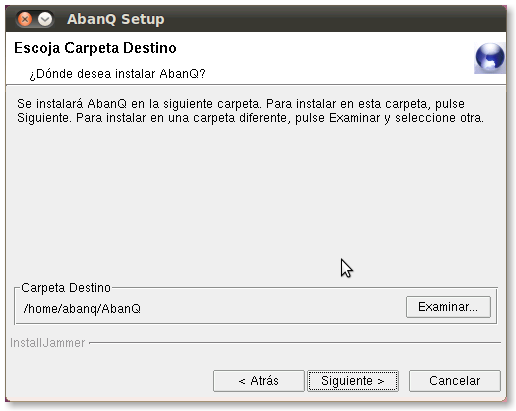 AbanQ Setup
Escoja Carpeta Destino
¿Dónde desea instalar AbanQ?
Se instalará AbanQ en la siguiente carpeta. Para instalar en esta carpeta, pulse
Siguiente. Para instalar en una carpeta diferente, pulse Examinar y seleccione otra.
Carpeta Destino
/home/abanq/AbanQ
Examinar...
InstallJammer
< Atrás
Siguiente >
Cancelar